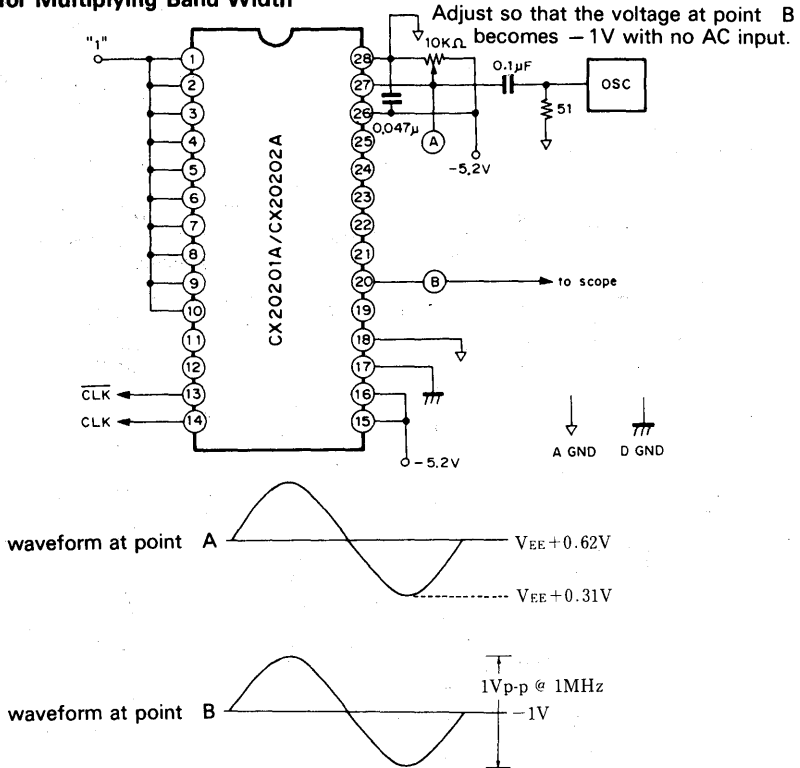 for Multiplying Band Width
Adjust so that the voltage at point B
becomes −1V with no AC input.
"1"
10KΩ
0.1μF
OSC
51
0.047μ
A
−5.2V
1
2
3
4
5
6
7
8
9
10
11
12
13
14
28
27
26
25
24
23
22
21
20
19
18
17
16
15
CX20201A/CX20202A
B
to scope
CLK
CLK
−5.2V
A GND
D GND
waveform at point A
VEE+0.62V
VEE+0.31V
waveform at point B
1Vp-p @ 1MHz
−1V